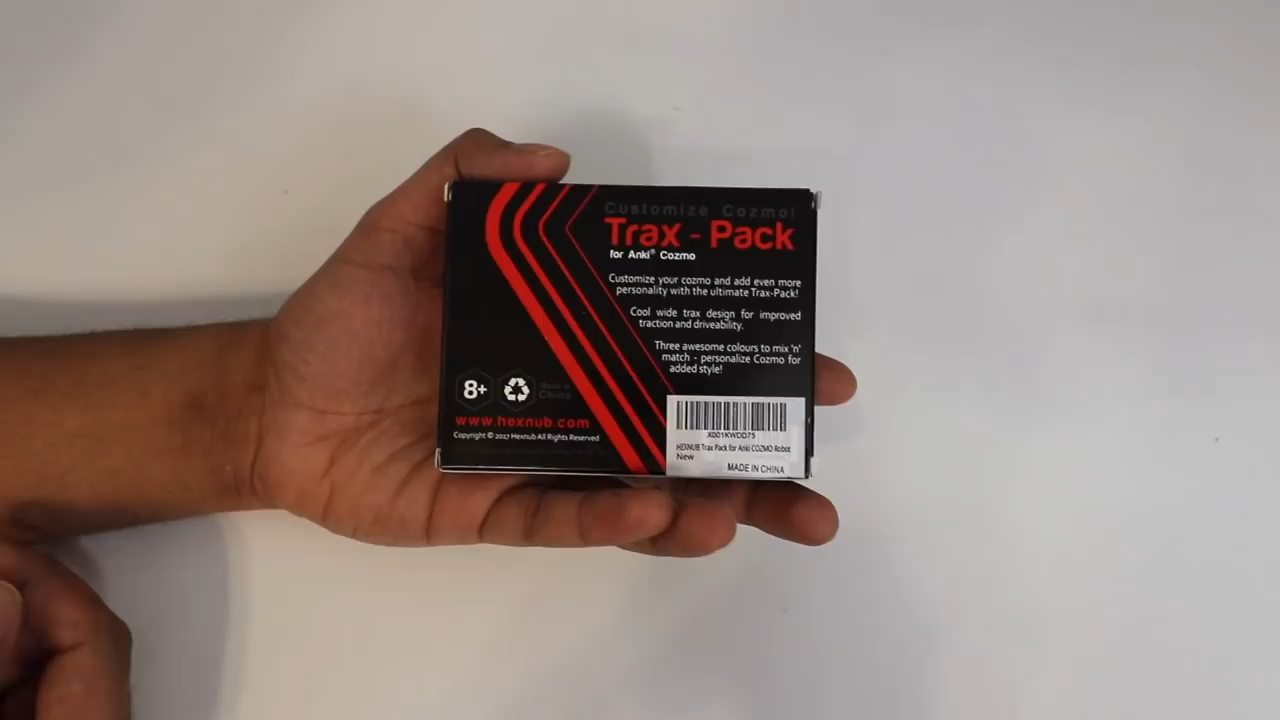 Customize Cozmo!
Trax - Pack
for Anki® Cozmo
Customize your cozmo and add even more
personality with the ultimate Trax-Pack!
Cool wide trax design for improved
traction and driveability.
Three awesome colours to mix 'n'
match - personalize Cozmo for
added style!
8+
Made in
China
www.hexnub.com
Copyright © 2017 Hexnub All Rights Reserved
X001KWDD75
HEXNUB Trax Pack for Anki COZMO Robot
New
MADE IN CHINA